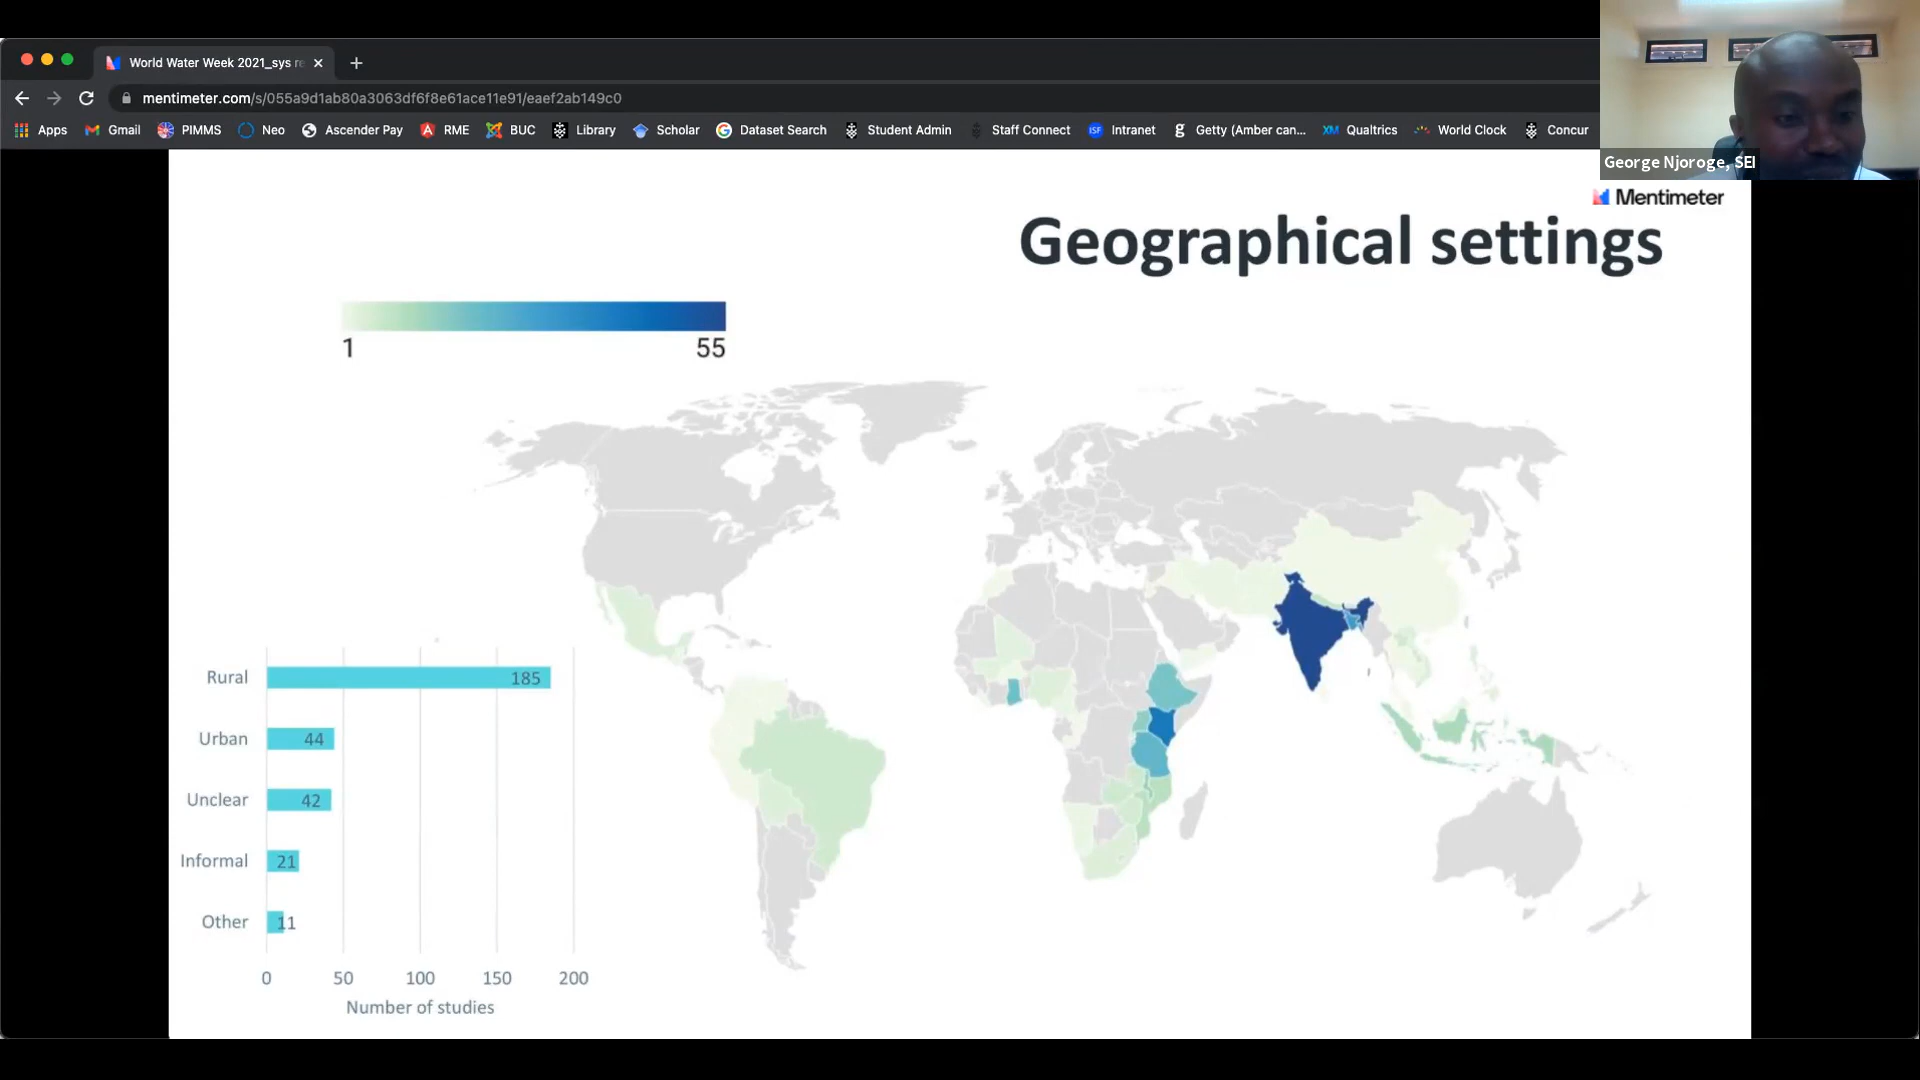 World Water Week 2021_sys re
mentimeter.com/s/055a9d1ab80a3063df6f8e61ace11e91/eaef2ab149c0
Apps Gmail PIMMS Neo Ascender Pay RME BUC Library Scholar Dataset Search Student Admin Staff Connect Intranet Getty (Amber can... Qualtrics World Clock Concur
George Njoroge, SEI
Mentimeter
Geographical settings
1 55
Rural 185
Urban 44
Unclear 42
Informal 21
Other 11
0 50 100 150 200
Number of studies